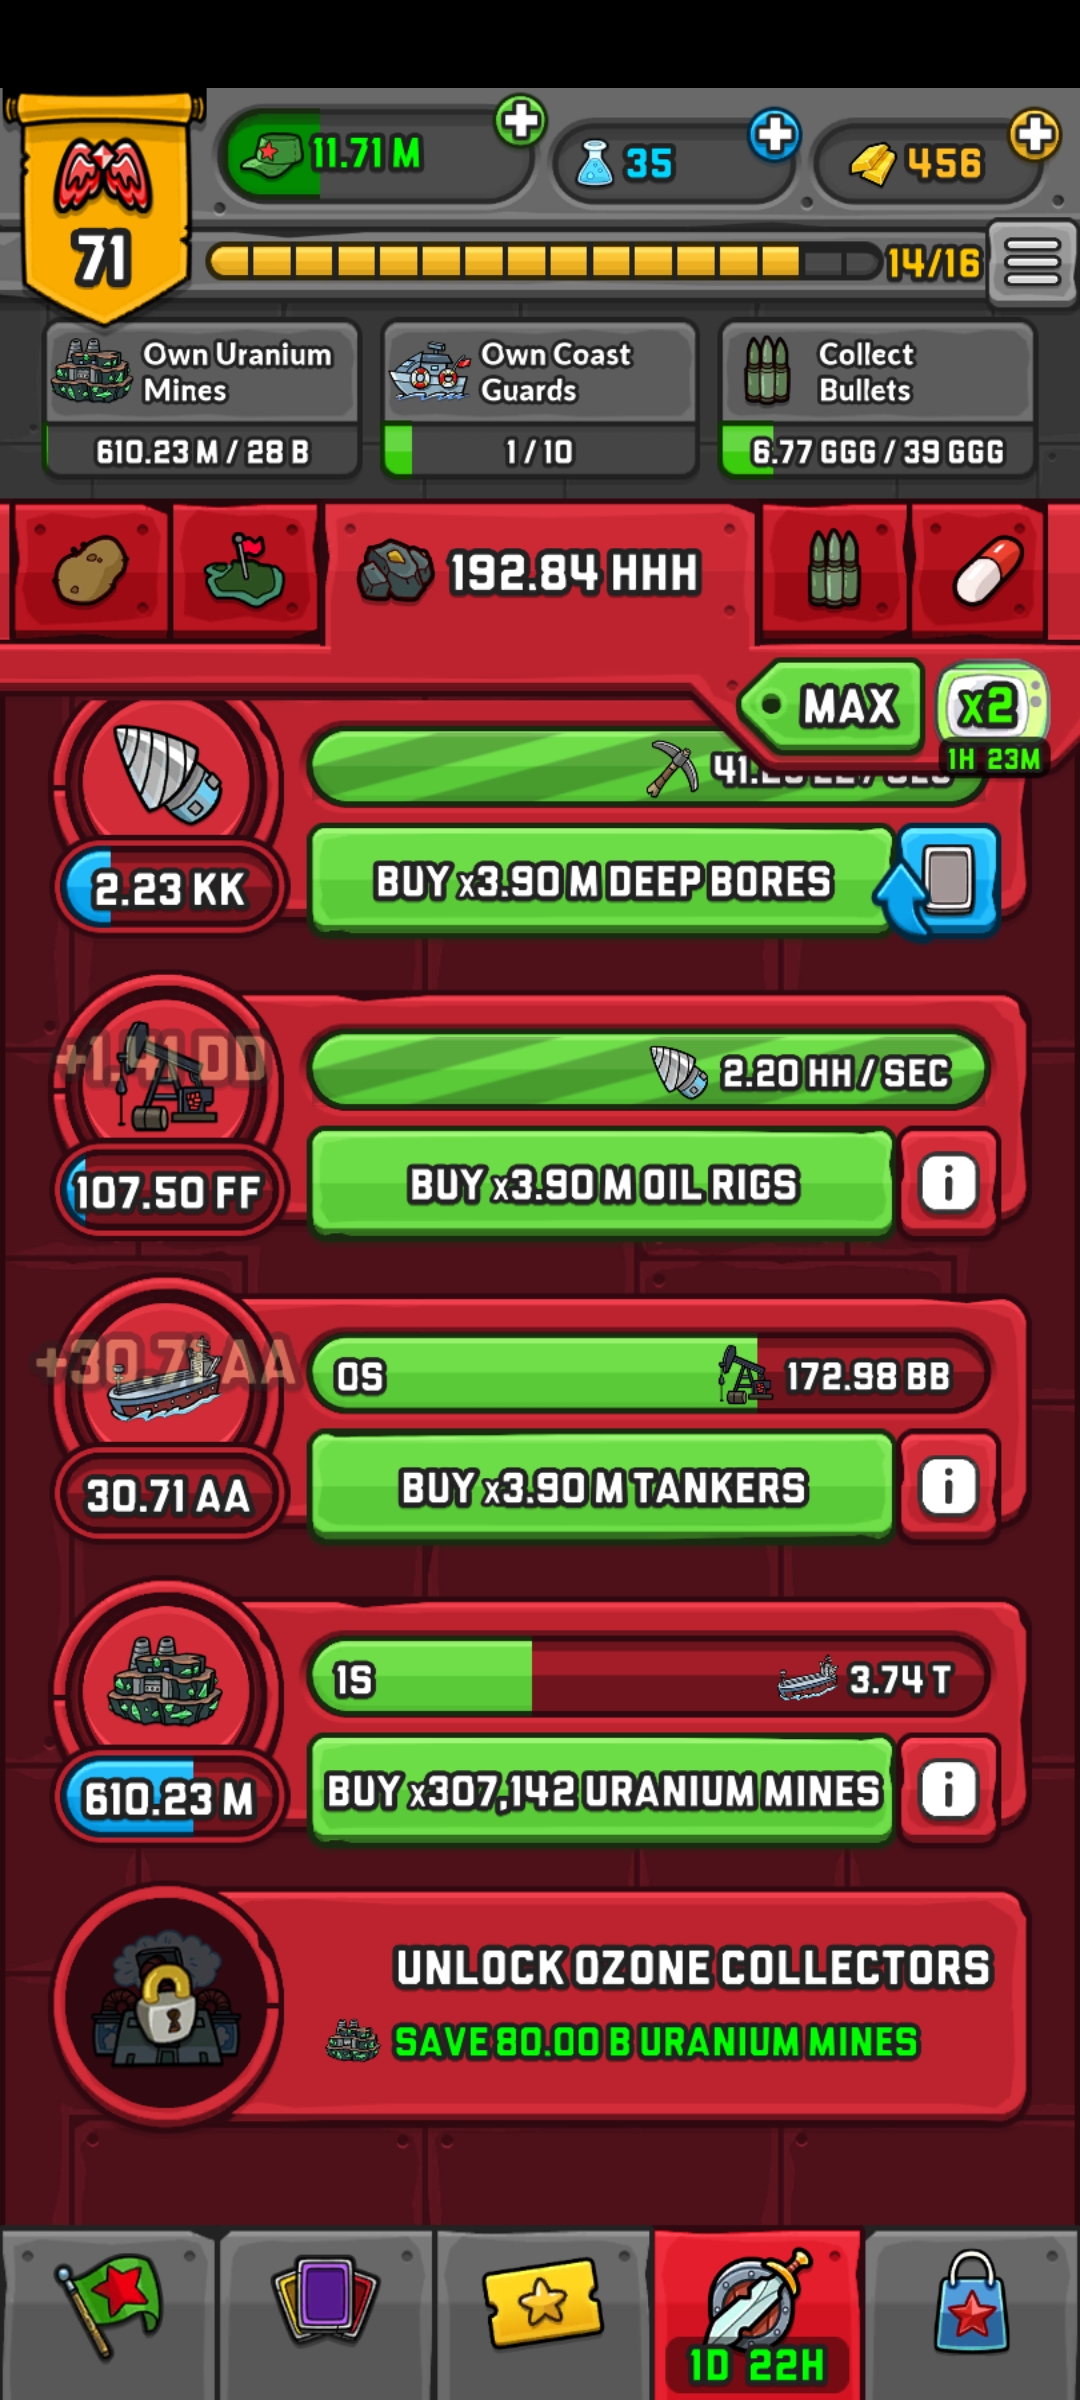 11.71 M
35
456
71
14/16
Own Uranium
Mines
Own Coast
Guards
Collect
Bullets
610.23 M / 28 B
1 / 10
6.77 GGG / 39 GGG
192.84 HHH
MAX
x2
1H 23M
2.23 KK
BUY x3.90 M DEEP BORES
+1.41 DD
2.20 HH / SEC
107.50 FF
BUY x3.90 M OIL RIGS
i
+30.71 AA
0S
172.98 BB
30.71 AA
BUY x3.90 M TANKERS
i
1S
3.74 T
610.23 M
BUY x307,142 URANIUM MINES
i
UNLOCK OZONE COLLECTORS
SAVE 80.00 B URANIUM MINES
1D 22H